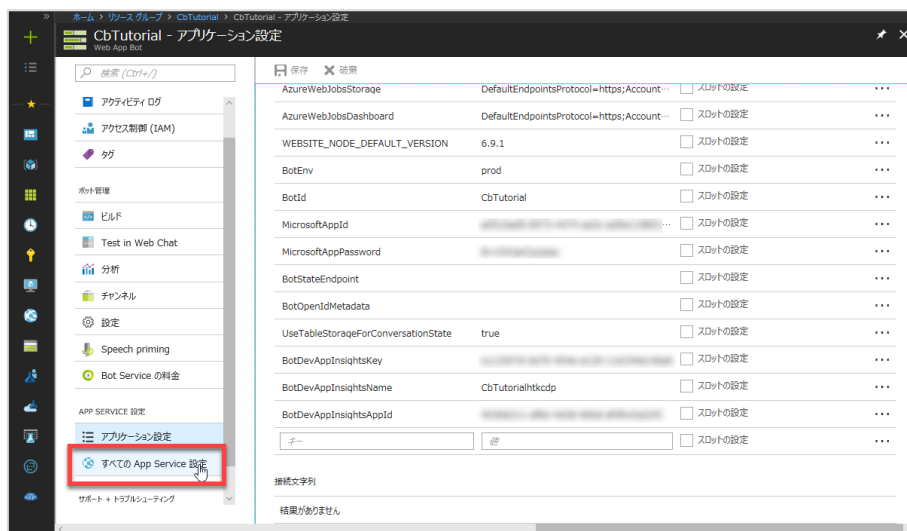 ホーム > リソース グループ > CbTutorial > CbTutorial - アプリケーション設定
CbTutorial - アプリケーション設定
Web App Bot
検索 (Ctrl+/)
アクティビティ ログ
アクセス制御 (IAM)
タグ
ボット管理
ビルド
Test in Web Chat
分析
チャンネル
設定
Speech priming
Bot Service の料金
APP SERVICE 設定
アプリケーション設定
すべての App Service 設定
サポート + トラブルシューティング
保存 破棄
AzureWebJobsStorage DefaultEndpointsProtocol=https;Account… スロットの設定 ...
AzureWebJobsDashboard DefaultEndpointsProtocol=https;Account… スロットの設定 ...
WEBSITE_NODE_DEFAULT_VERSION 6.9.1 スロットの設定 ...
BotEnv prod スロットの設定 ...
BotId CbTutorial スロットの設定 ...
MicrosoftAppId スロットの設定 ...
MicrosoftAppPassword スロットの設定 ...
BotStateEndpoint スロットの設定 ...
BotOpenIdMetadata スロットの設定 ...
UseTableStorageForConversationState true スロットの設定 ...
BotDevAppInsightsKey スロットの設定 ...
BotDevAppInsightsName CbTutorialhtkcdp スロットの設定 ...
BotDevAppInsightsAppId スロットの設定 ...
キー 値 スロットの設定 ...
接続文字列
結果がありません